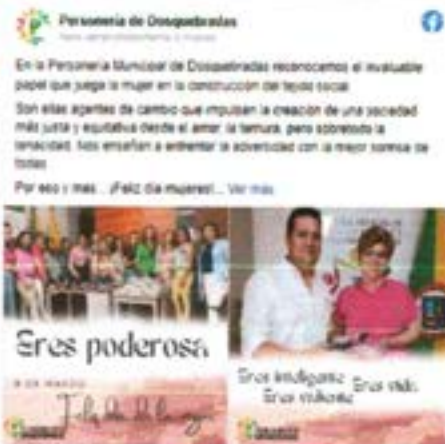 Personería de Dosquebradas
En la Personería Municipal de Dosquebradas reconocemos el invaluable
papel que juega la mujer en la construcción del tejido social.
Son ellas agentes de cambio que impulsan la creación de una sociedad
más justa y equitativa desde el amor, la ternura, pero sobretodo la
tenacidad. Nos enseñan a enfrentar la adversidad con la mejor sonrisa de
todas.
Por eso y mas... ¡Feliz día mujeres!... Ver más
Eres poderosa
8 DE MARZO
Eres inteligente
Eres valiente
Eres vida